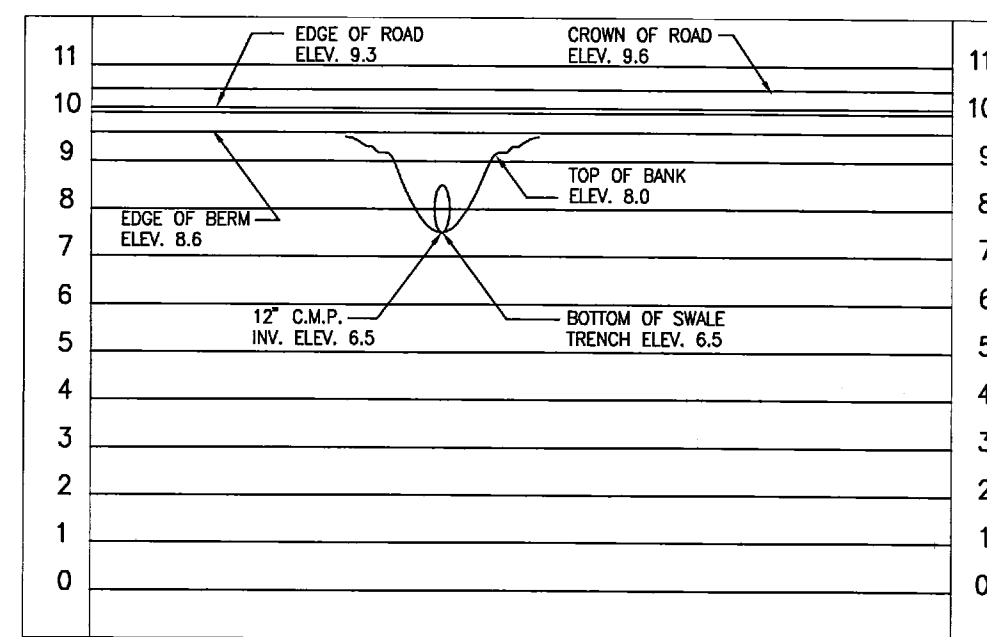 EDGE OF ROAD
ELEV. 9.3
CROWN OF ROAD
ELEV. 9.6
11 11
10 10
9 9
TOP OF BANK
ELEV. 8.0
8 8
EDGE OF BERM
ELEV. 8.6
7 7
6 6
12" C.M.P.
INV. ELEV. 6.5
BOTTOM OF SWALE
TRENCH ELEV. 6.5
5 5
4 4
3 3
2 2
1 1
0 0